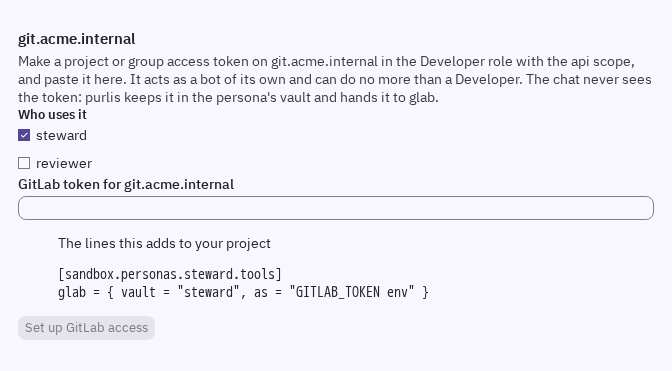 git.acme.internal
Make a project or group access token on git.acme.internal in the Developer role with the api scope,
and paste it here. It acts as a bot of its own and can do no more than a Developer. The chat never sees
the token: purlis keeps it in the persona's vault and hands it to glab.
Who uses it
steward
reviewer
GitLab token for git.acme.internal
The lines this adds to your project
[sandbox.personas.steward.tools]
glab = { vault = "steward", as = "GITLAB_TOKEN env" }
Set up GitLab access